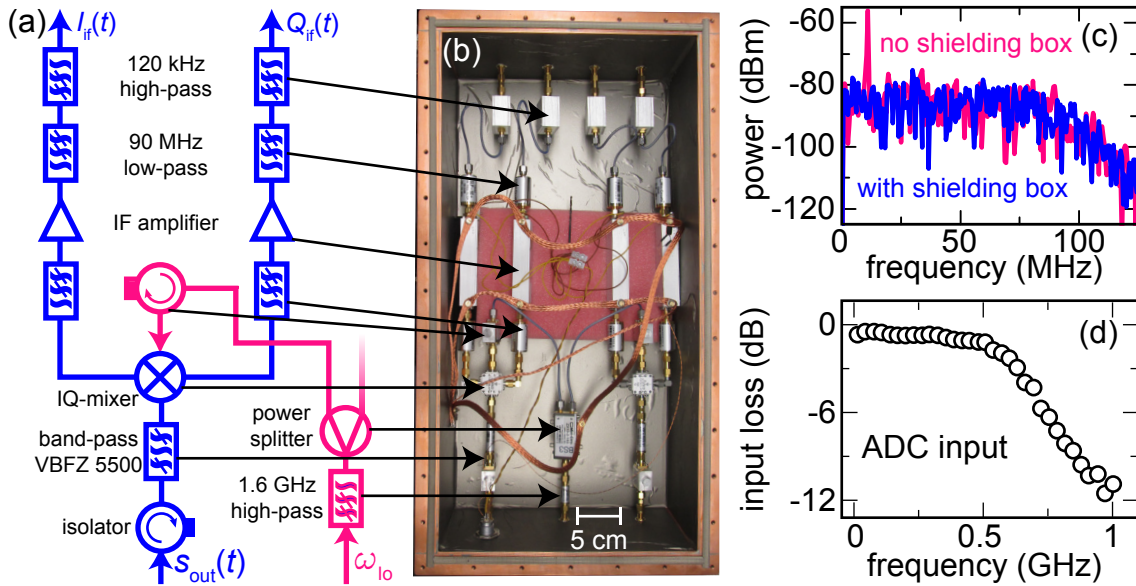 (a)
I_if(t)
Q_if(t)
120 kHz
high-pass
90 MHz
low-pass
IF amplifier
IQ-mixer
band-pass
VBFZ 5500
isolator
s_out(t)
power
splitter
1.6 GHz
high-pass
ω_lo
(b)
5 cm
(c)
no shielding box
with shielding box
power (dBm)
-60
-80
-100
-120
0
50
100
frequency (MHz)
(d)
ADC input
input loss (dB)
0
-6
-12
0
0.5
1
frequency (GHz)